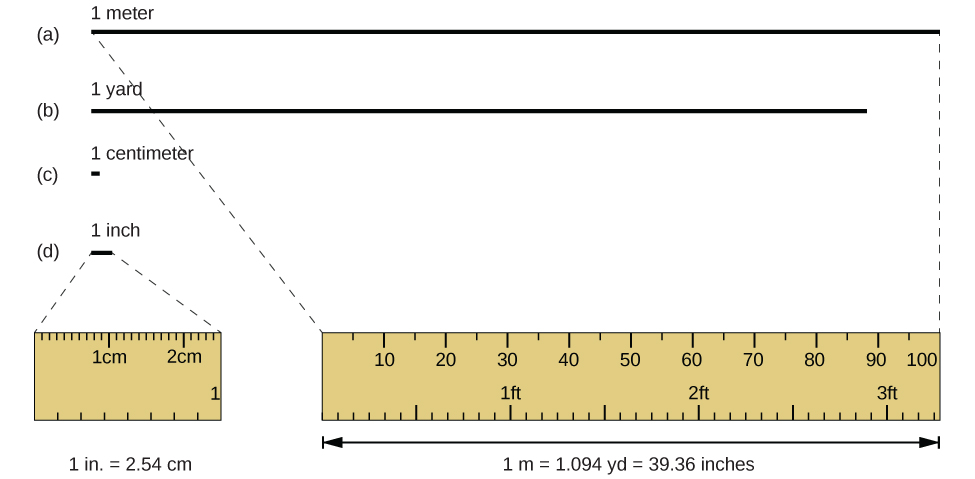 1 meter
(a)
1 yard
(b)
1 centimeter
(c)
1 inch
(d)
1cm 2cm
1
10 20 30 40 50 60 70 80 90 100
1ft 2ft 3ft
1 in. = 2.54 cm
1 m = 1.094 yd = 39.36 inches